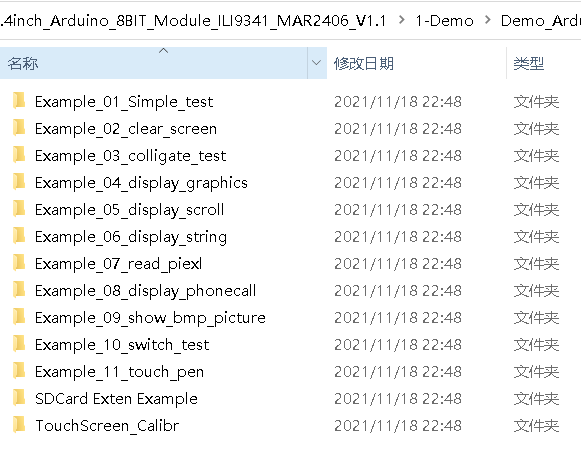 .4inch_Arduino_8BIT_Module_ILI9341_MAR2406_V1.1 > 1-Demo > Demo_Ardu
名称 修改日期 类型
Example_01_Simple_test 2021/11/18 22:48 文件夹
Example_02_clear_screen 2021/11/18 22:48 文件夹
Example_03_colligate_test 2021/11/18 22:48 文件夹
Example_04_display_graphics 2021/11/18 22:48 文件夹
Example_05_display_scroll 2021/11/18 22:48 文件夹
Example_06_display_string 2021/11/18 22:48 文件夹
Example_07_read_piexl 2021/11/18 22:48 文件夹
Example_08_display_phonecall 2021/11/18 22:48 文件夹
Example_09_show_bmp_picture 2021/11/18 22:48 文件夹
Example_10_switch_test 2021/11/18 22:48 文件夹
Example_11_touch_pen 2021/11/18 22:48 文件夹
SDCard Exten Example 2021/11/18 22:48 文件夹
TouchScreen_Calibr 2021/11/18 22:48 文件夹